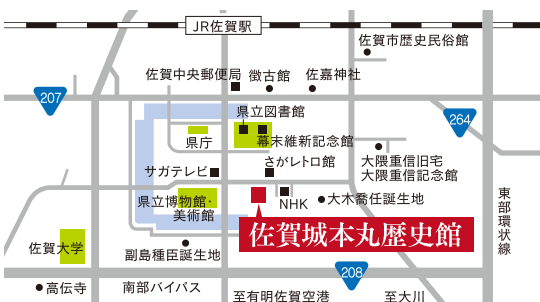 JR佐賀駅
佐賀市歴史民俗館
佐賀中央郵便局
徴古館
佐嘉神社
207
県立図書館
264
県庁
幕末維新記念館
さがレトロ館
大隈重信旧宅
大隈重信記念館
サガテレビ
県立博物館・
美術館
NHK
大木喬任誕生地
東部環状線
佐賀城本丸歴史館
佐賀大学
副島種臣誕生地
208
高伝寺
南部バイパス
至有明佐賀空港
至大川